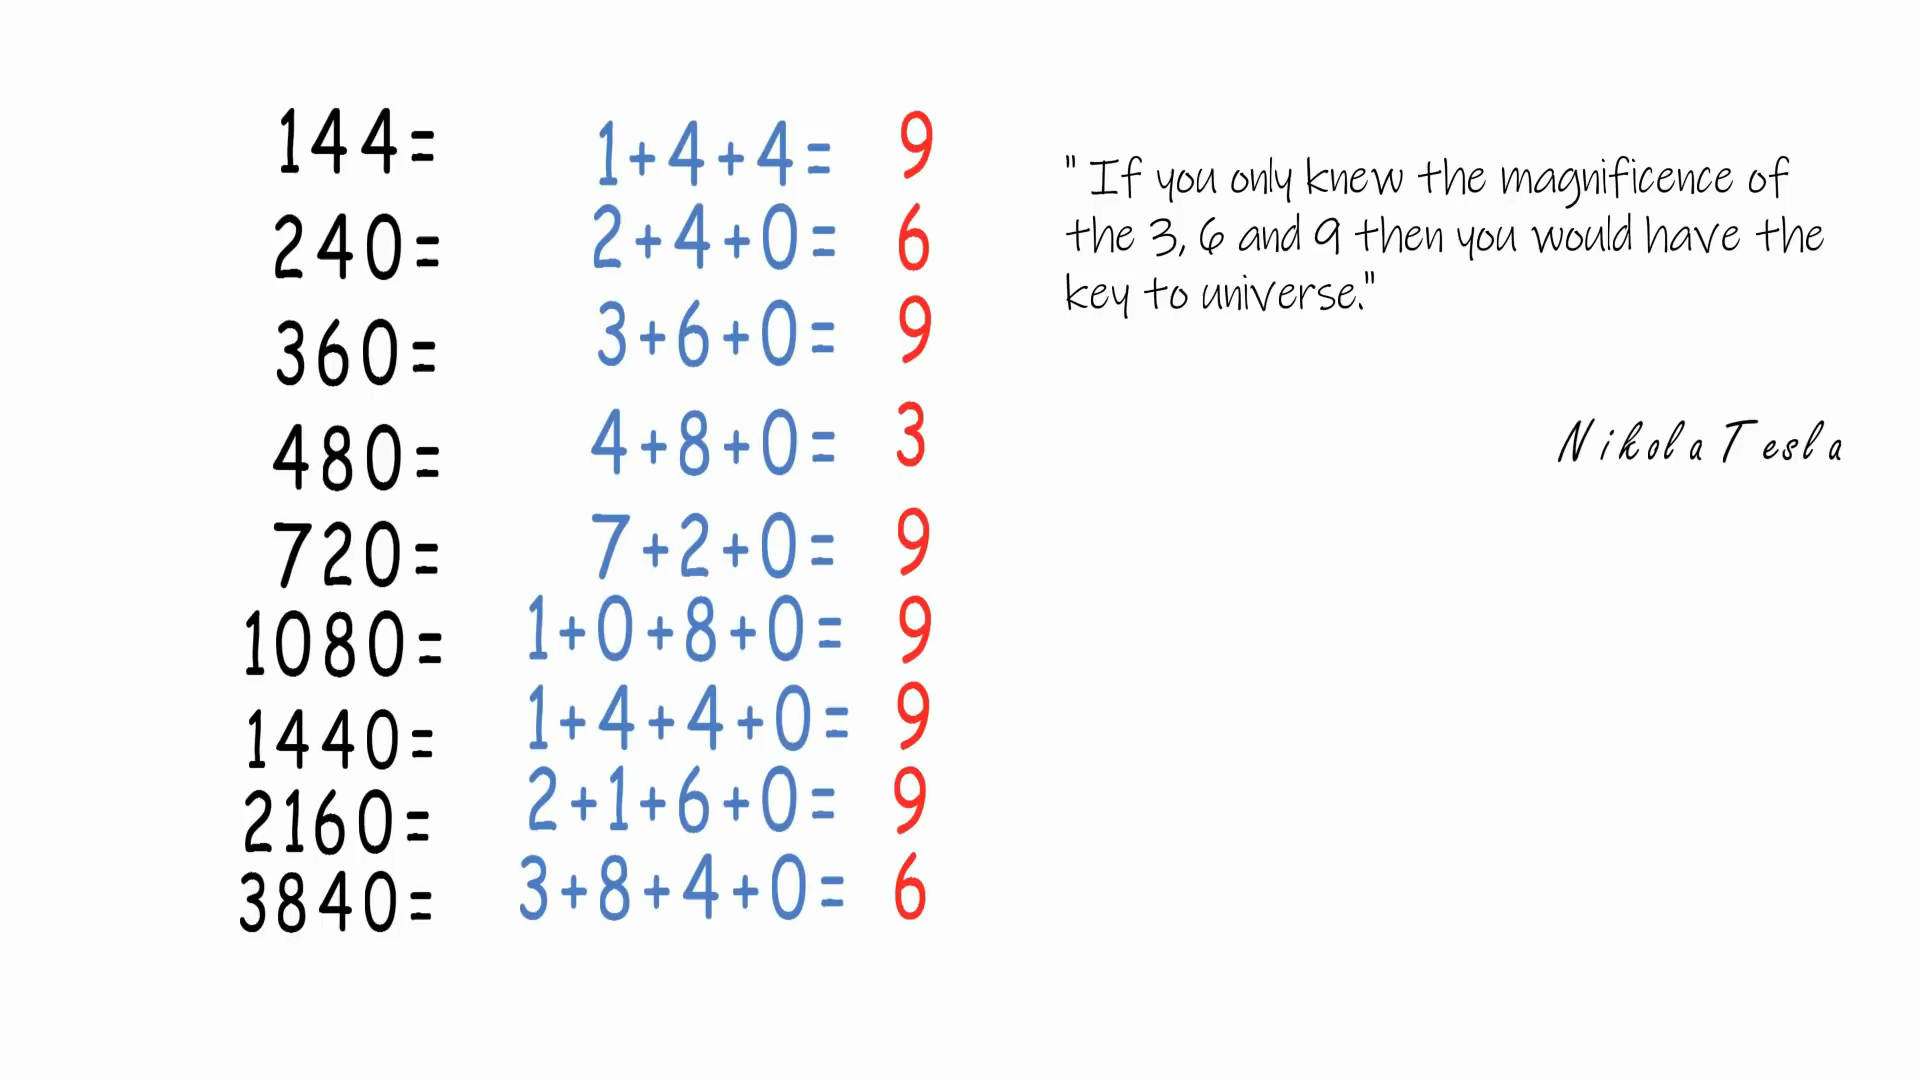 144= 1+4+4= 9
240= 2+4+0= 6
360= 3+6+0= 9
480= 4+8+0= 3
720= 7+2+0= 9
1080= 1+0+8+0= 9
1440= 1+4+4+0= 9
2160= 2+1+6+0= 9
3840= 3+8+4+0= 6
" If you only knew the magnificence of
the 3, 6 and 9 then you would have the
key to universe."
Nikola Tesla